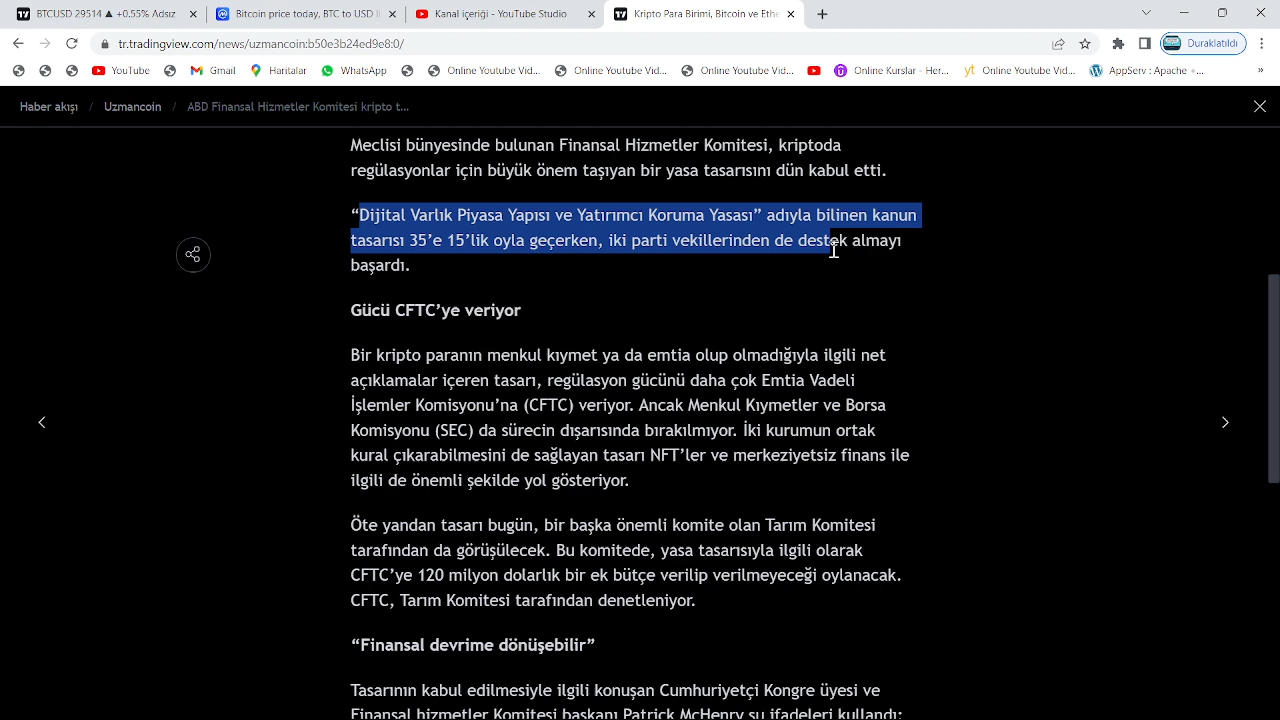 BTCUSD 29514 ▲ +0.55% Adsız
Bitcoin price today, BTC to USD li
Kanal içeriği - YouTube Studio
Kripto Para Birimi, Bitcoin ve Ethe
tr.tradingview.com/news/uzmancoin:b50e3b24ed9e8:0/
Duraklatıldı
YouTube
Gmail
Haritalar
WhatsApp
Online Youtube Vid...
Online Youtube Vid...
Online Youtube Vid...
Online Kurslar - Her...
Online Youtube Vid...
AppServ : Apache +...
»
Haber akışı / Uzmancoin / ABD Finansal Hizmetler Komitesi kripto t...
Meclisi bünyesinde bulunan Finansal Hizmetler Komitesi, kriptoda
regülasyonlar için büyük önem taşıyan bir yasa tasarısını dün kabul etti.
“Dijital Varlık Piyasa Yapısı ve Yatırımcı Koruma Yasası” adıyla bilinen kanun
tasarısı 35’e 15’lik oyla geçerken, iki parti vekillerinden de destek almayı
başardı.
Gücü CFTC’ye veriyor
Bir kripto paranın menkul kıymet ya da emtia olup olmadığıyla ilgili net
açıklamalar içeren tasarı, regülasyon gücünü daha çok Emtia Vadeli
İşlemler Komisyonu’na (CFTC) veriyor. Ancak Menkul Kıymetler ve Borsa
Komisyonu (SEC) da sürecin dışarısında bırakılmıyor. İki kurumun ortak
kural çıkarabilmesini de sağlayan tasarı NFT’ler ve merkeziyetsiz finans ile
ilgili de önemli şekilde yol gösteriyor.
Öte yandan tasarı bugün, bir başka önemli komite olan Tarım Komitesi
tarafından da görüşülecek. Bu komitede, yasa tasarısıyla ilgili olarak
CFTC’ye 120 milyon dolarlık bir ek bütçe verilip verilmeyeceği oylanacak.
CFTC, Tarım Komitesi tarafından denetleniyor.
“Finansal devrime dönüşebilir”
Tasarının kabul edilmesiyle ilgili konuşan Cumhuriyetçi Kongre üyesi ve
Finansal hizmetler Komitesi başkanı Patrick McHenry şu ifadeleri kullandı: